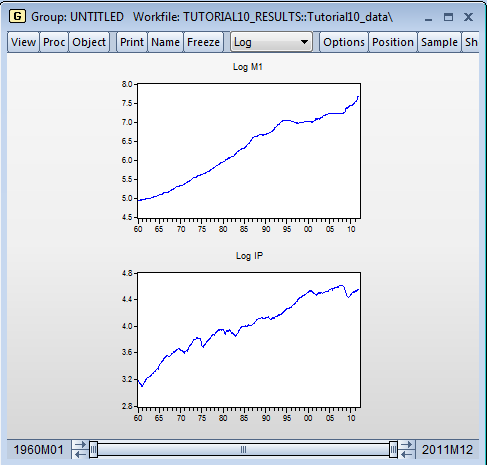 G Group: UNTITLED Workfile: TUTORIAL10_RESULTS::Tutorial10_data\
View Proc Object Print Name Freeze Log Options Position Sample Sh
Log M1
8.0
7.5
7.0
6.5
6.0
5.5
5.0
4.5
60 65 70 75 80 85 90 95 00 05 10
Log IP
4.8
4.4
4.0
3.6
3.2
2.8
60 65 70 75 80 85 90 95 00 05 10
1960M01 2011M12